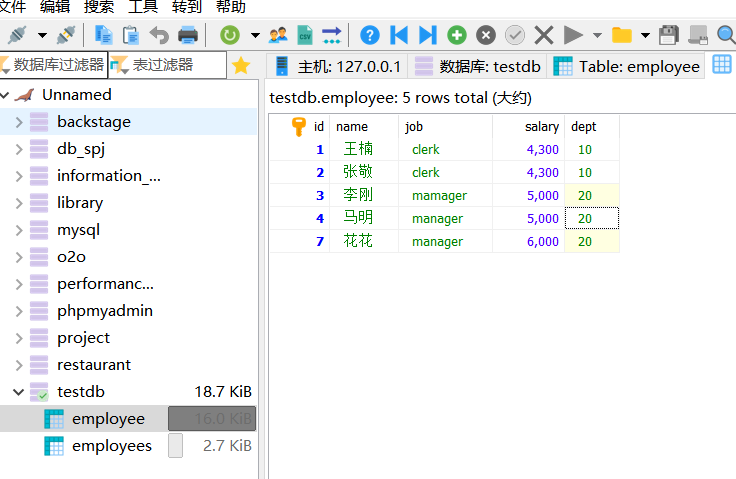 文件 编辑 搜索 工具 转到 帮助
数据库过滤器 表过滤器 主机: 127.0.0.1 数据库: testdb Table: employee
Unnamed
backstage
db_spj
information_...
library
mysql
o2o
performanc...
phpmyadmin
project
restaurant
testdb 18.7 KiB
employee 16.0 KiB
employees 2.7 KiB
testdb.employee: 5 rows total (大约)
id name job salary dept
1 王楠 clerk 4,300 10
2 张敬 clerk 4,300 10
3 李刚 mamager 5,000 20
4 马明 manager 5,000 20
7 花花 manager 6,000 20